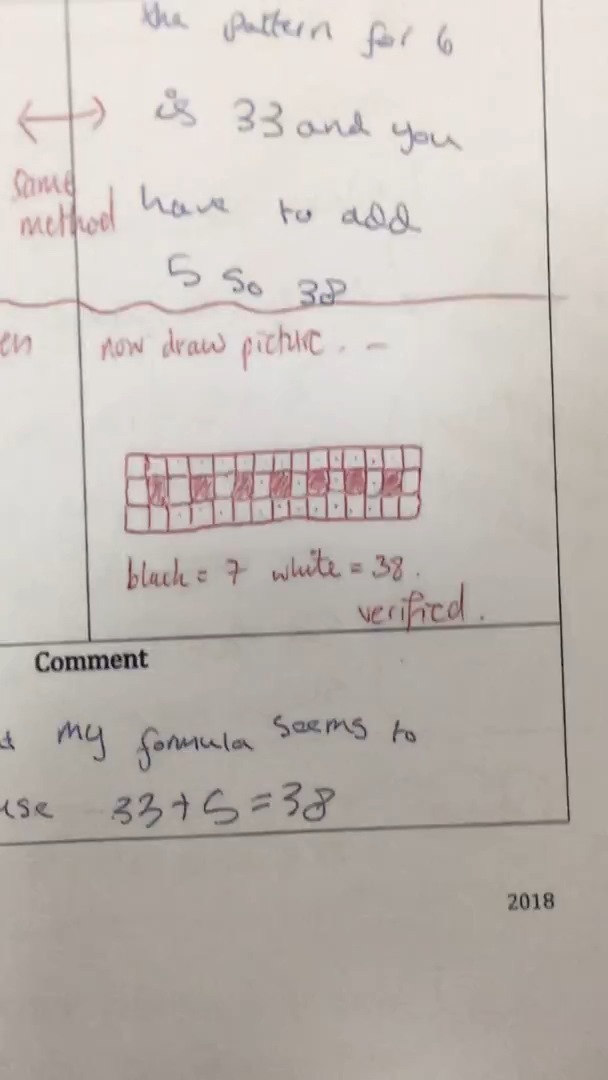 the pattern for 6
is 33 and you
same
method
have to add
5 so 38
en
now draw picture. -
black = 7 white = 38.
verified.
Comment
my formula seems to
use 33+5=38
2018